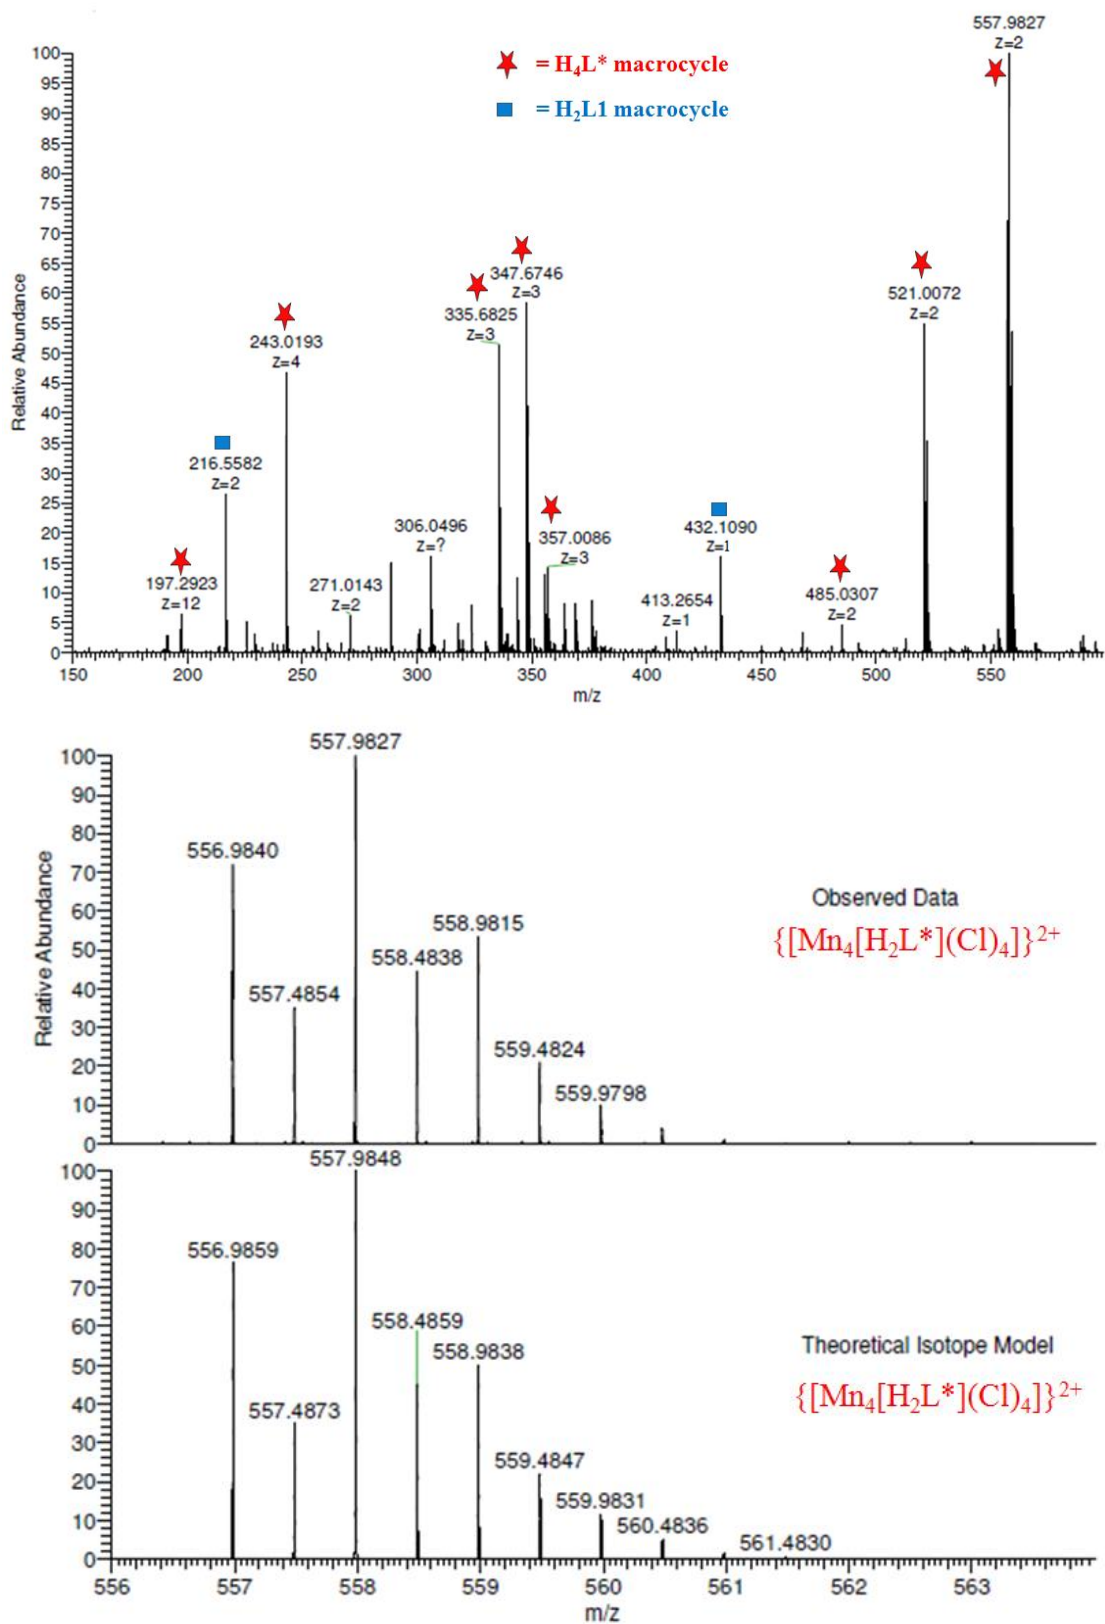 557.9827
z=2
= H₄L* macrocycle
= H₂L1 macrocycle
347.6746
z=3
335.6825
z=3
521.0072
z=2
243.0193
z=4
216.5582
z=2
357.0086
z=3
432.1090
z=1
306.0496
z=?
197.2923
z=12
271.0143
z=2
413.2654
z=1
485.0307
z=2
Relative Abundance
100
95
90
85
80
75
70
65
60
55
50
45
40
35
30
25
20
15
10
5
0
150 200 250 300 350 400 450 500 550
m/z
557.9827
556.9840
558.9815
558.4838
557.4854
559.4824
559.9798
Observed Data
{[Mn₄[H₂L*](Cl)₄]}²⁺
Relative Abundance
100
90
80
70
60
50
40
30
20
10
0
557.9848
556.9859
558.4859
558.9838
557.4873
559.4847
559.9831
560.4836
561.4830
Theoretical Isotope Model
{[Mn₄[H₂L*](Cl)₄]}²⁺
100
90
80
70
60
50
40
30
20
10
0
556 557 558 559 560 561 562 563
m/z